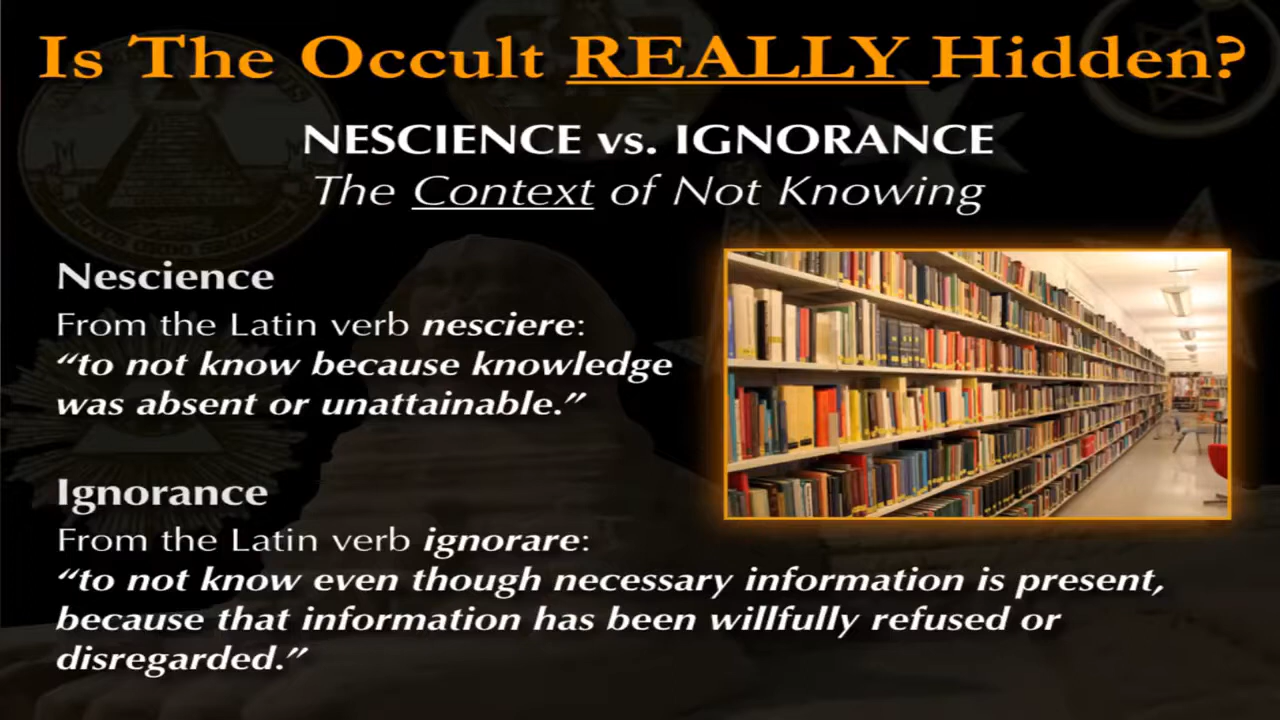 Is The Occult REALLY Hidden?
NESCIENCE vs. IGNORANCE
The Context of Not Knowing
Nescience
From the Latin verb nesciere:
“to not know because knowledge
was absent or unattainable.”
Ignorance
From the Latin verb ignorare:
“to not know even though necessary information is present,
because that information has been willfully refused or
disregarded.”